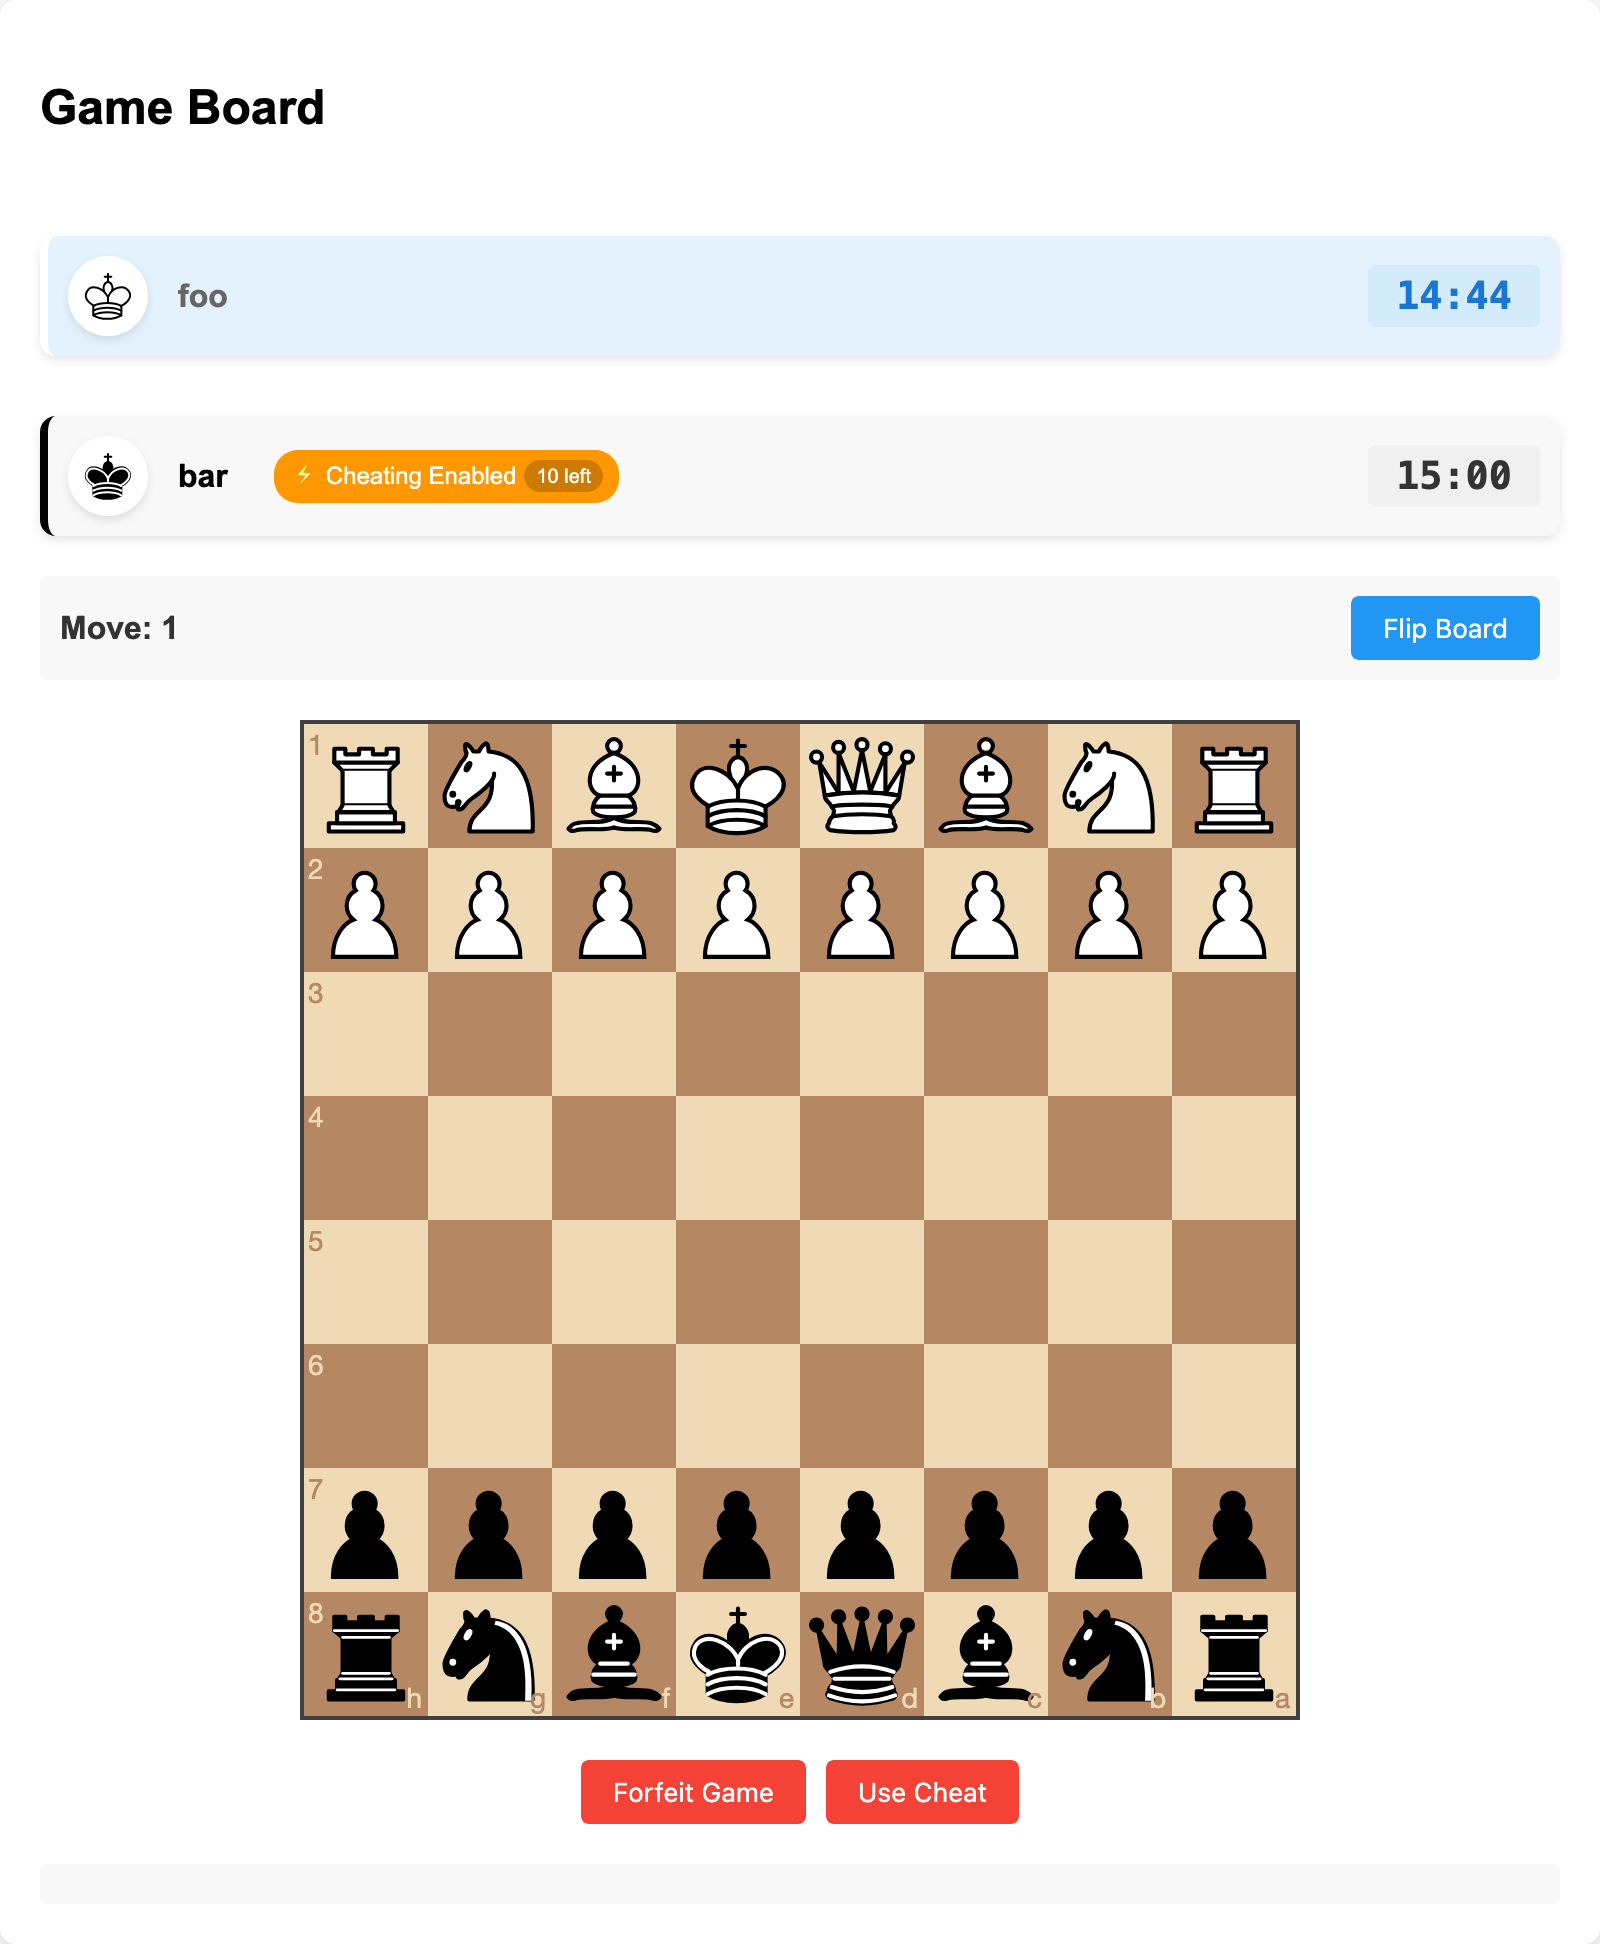 Game Board
foo
14:44
bar
⚡ Cheating Enabled 10 left
15:00
Move: 1
Flip Board
1
2
3
4
5
6
7
8
h g f e d c b a
Forfeit Game
Use Cheat